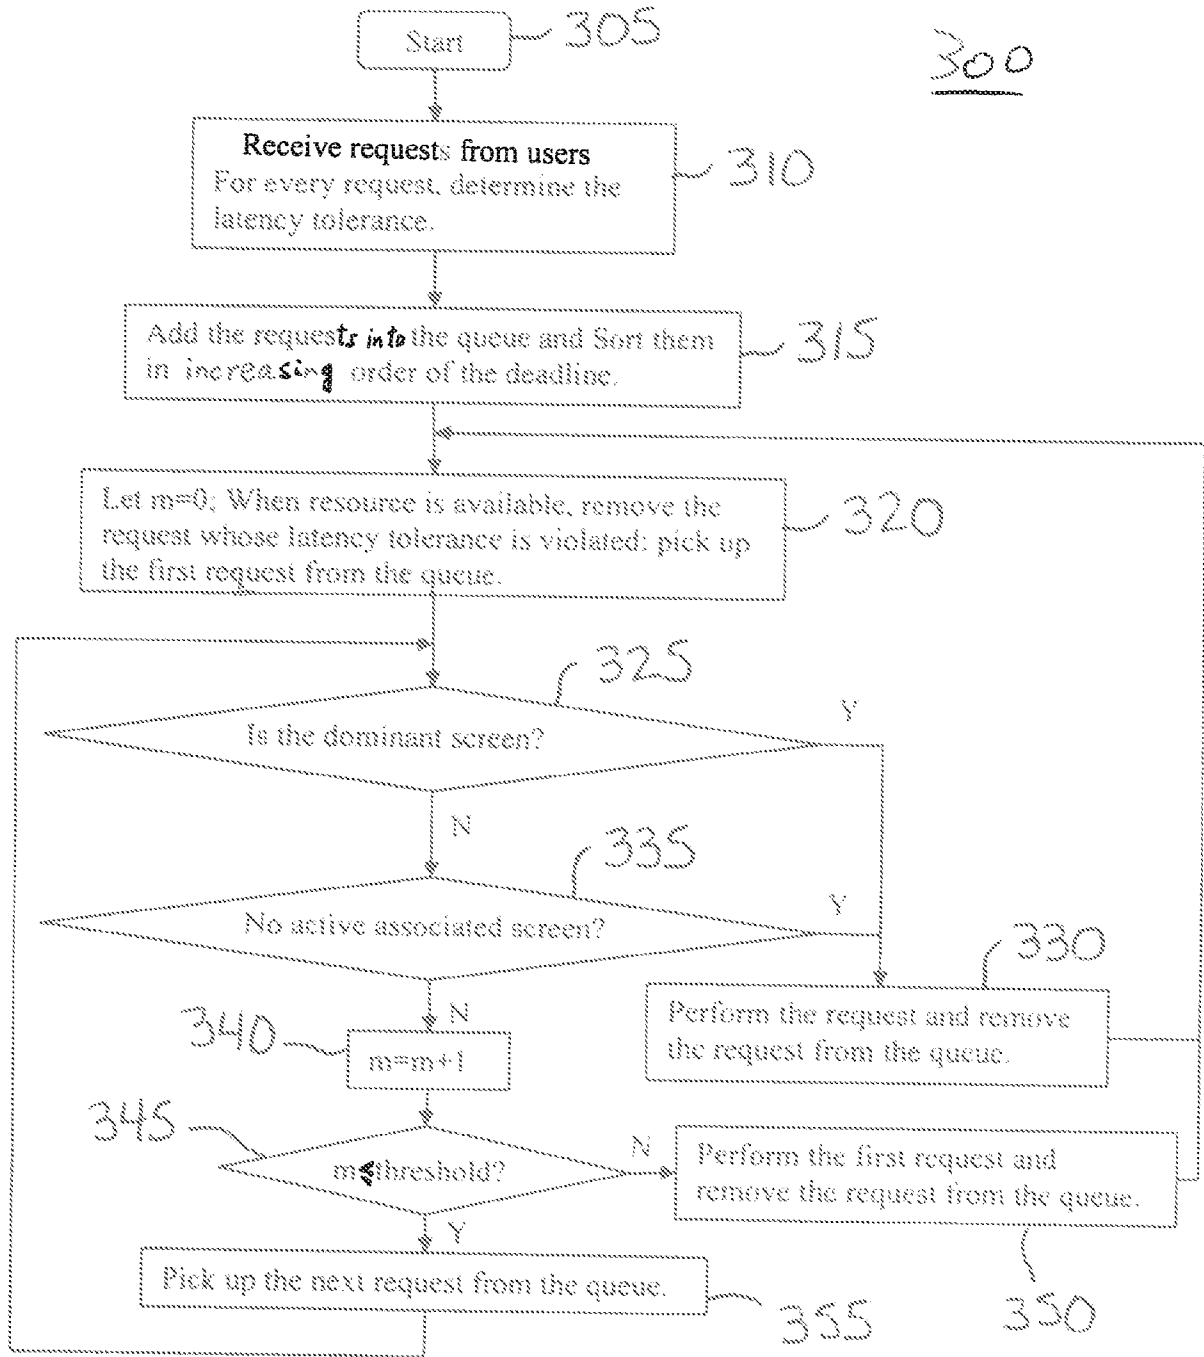 Start
305
300
Receive requests from users
For every request, determine the
latency tolerance.
310
Add the requests into the queue and Sort them
in increasing order of the deadline.
315
Let m=0; When resource is available, remove the
request whose latency tolerance is violated; pick up
the first request from the queue.
320
325
Is the dominant screen?
Y
N
335
No active associated screen?
Y
330
N
Perform the request and remove
the request from the queue.
340
m=m+1
345
m≤threshold?
N
Perform the first request and
remove the request from the queue.
Y
Pick up the next request from the queue.
355
350